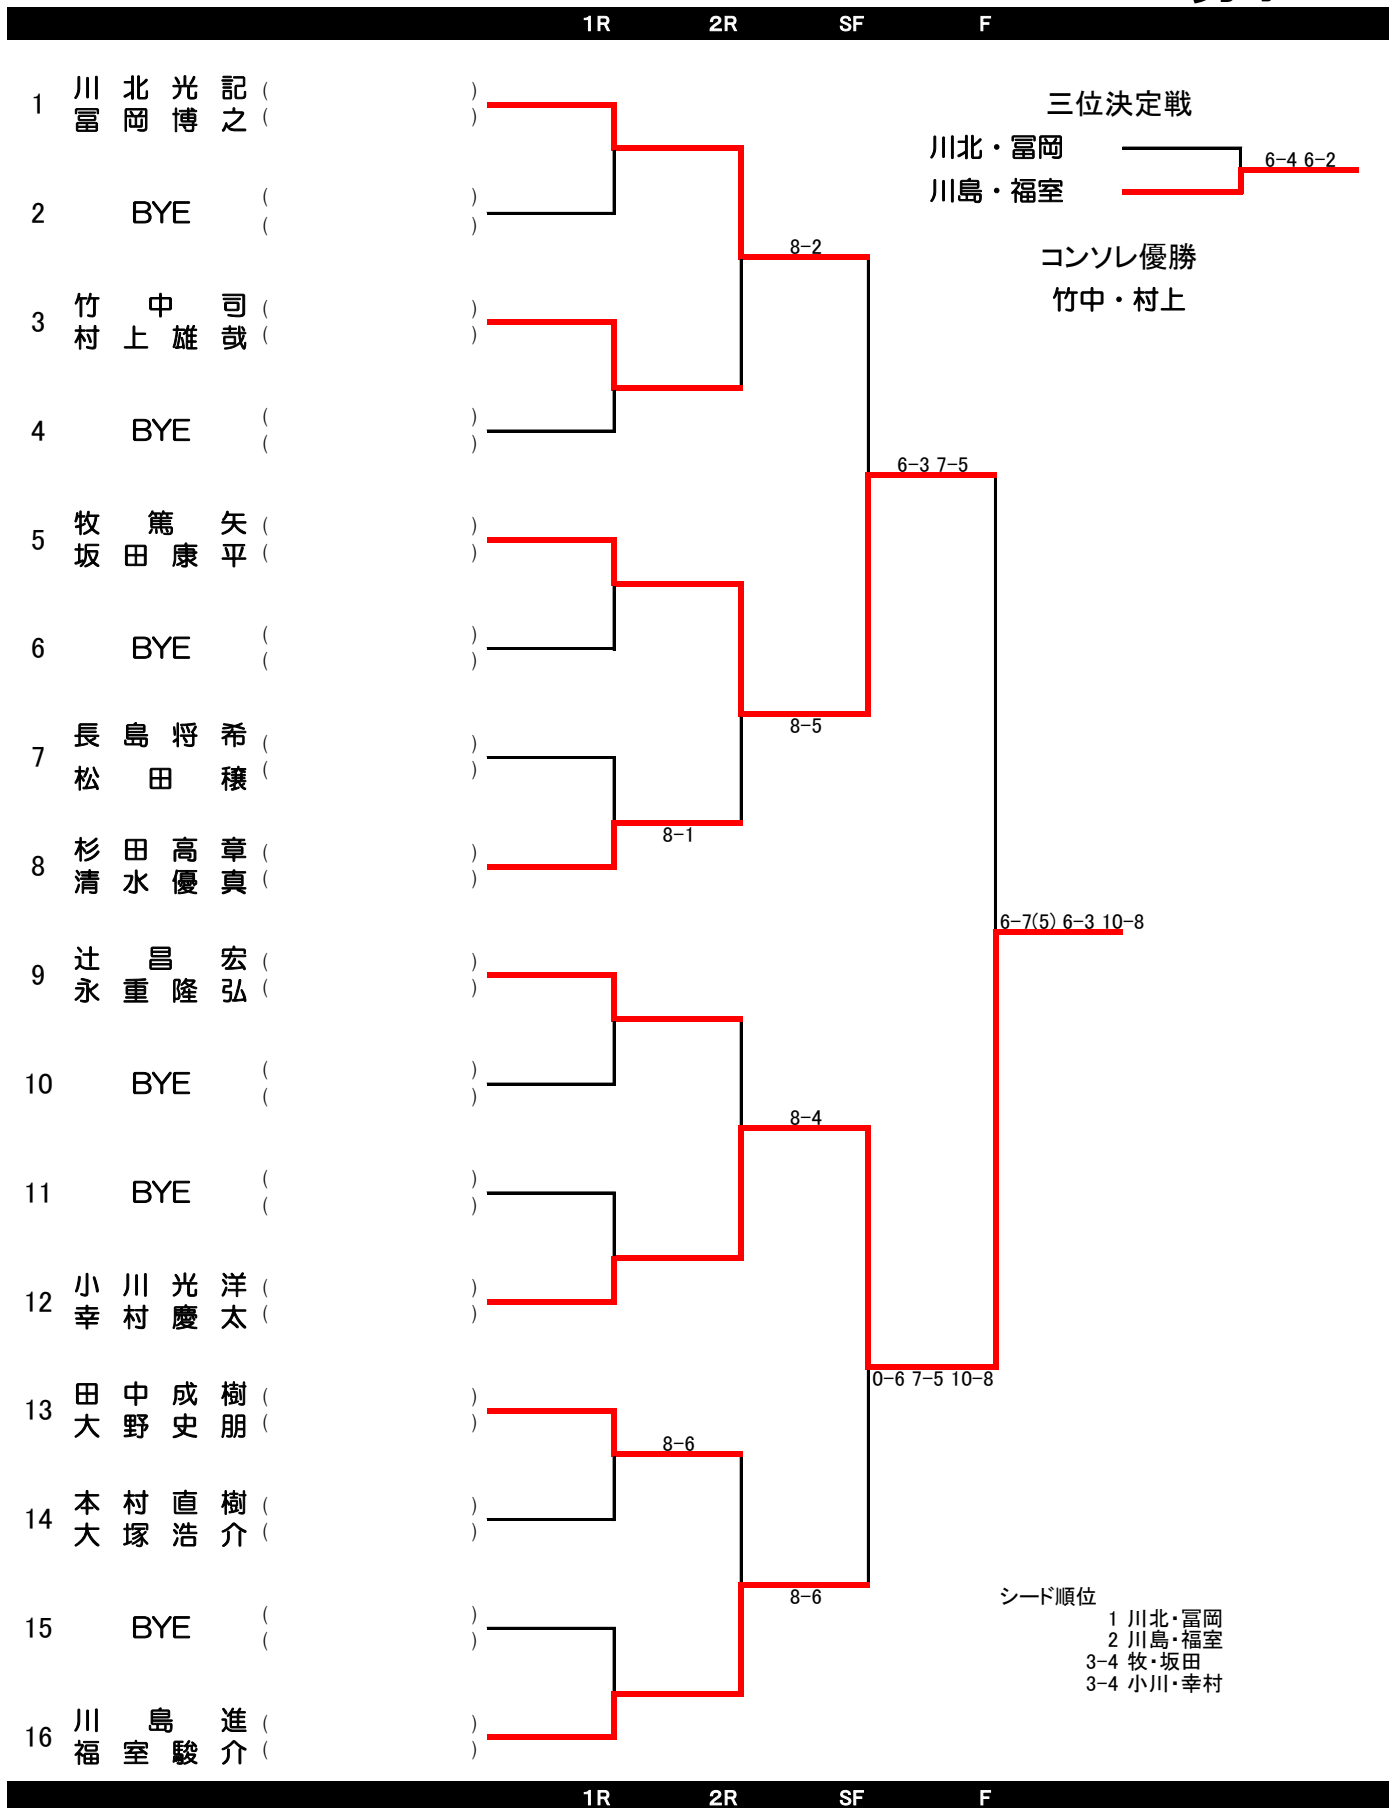 1R 2R SF F
1 川北光記 ( )
冨岡博之 ( )
三位決定戦
川北・冨岡
6-4 6-2
川島・福室
2 BYE ( )
( )
8-2
コンソレ優勝
竹中・村上
3 竹中司 ( )
村上雄哉 ( )
4 BYE ( )
( )
6-3 7-5
5 牧篤矢 ( )
坂田康平 ( )
6 BYE ( )
( )
8-5
7 長島将希 ( )
松田穣 ( )
8-1
8 杉田高章 ( )
清水優真 ( )
6-7(5) 6-3 10-8
9 辻昌宏 ( )
永重隆弘 ( )
10 BYE ( )
( )
8-4
11 BYE ( )
( )
12 小川光洋 ( )
幸村慶太 ( )
0-6 7-5 10-8
13 田中成樹 ( )
大野史朋 ( )
8-6
14 本村直樹 ( )
大塚浩介 ( )
8-6
15 BYE ( )
( )
シード順位
1 川北・冨岡
2 川島・福室
3-4 牧・坂田
3-4 小川・幸村
16 川島進 ( )
福室駿介 ( )
1R 2R SF F